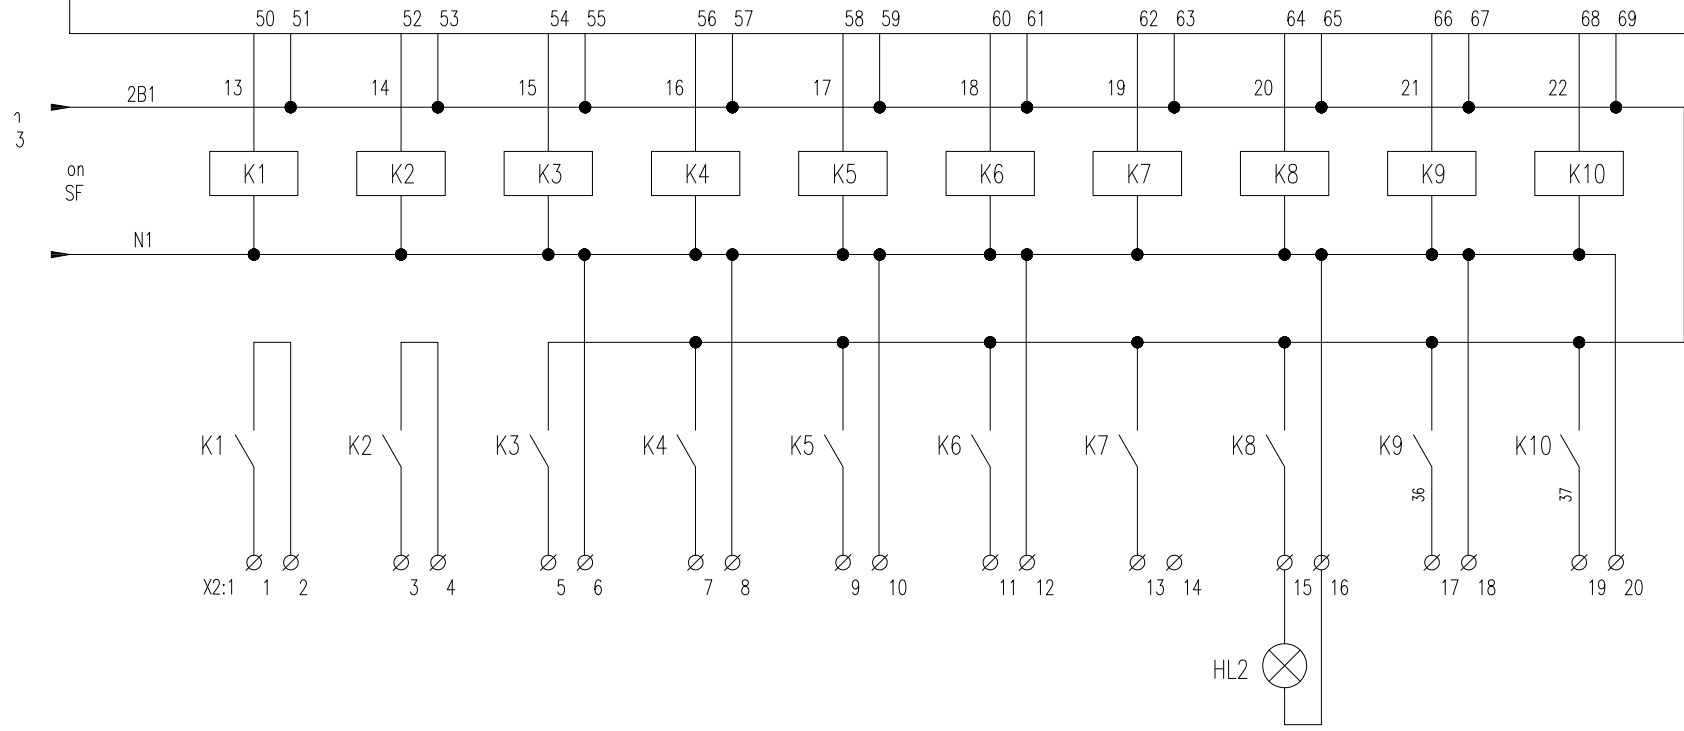 50 51 52 53 54 55 56 57 58 59 60 61 62 63 64 65 66 67 68 69
2B1 13 14 15 16 17 18 19 20 21 22
3
on
SF
K1 K2 K3 K4 K5 K6 K7 K8 K9 K10
N1
K1 K2 K3 K4 K5 K6 K7 K8 K9 K10
36 37
X2:1 1 2 3 4 5 6 7 8 9 10 11 12 13 14 15 16 17 18 19 20
HL2